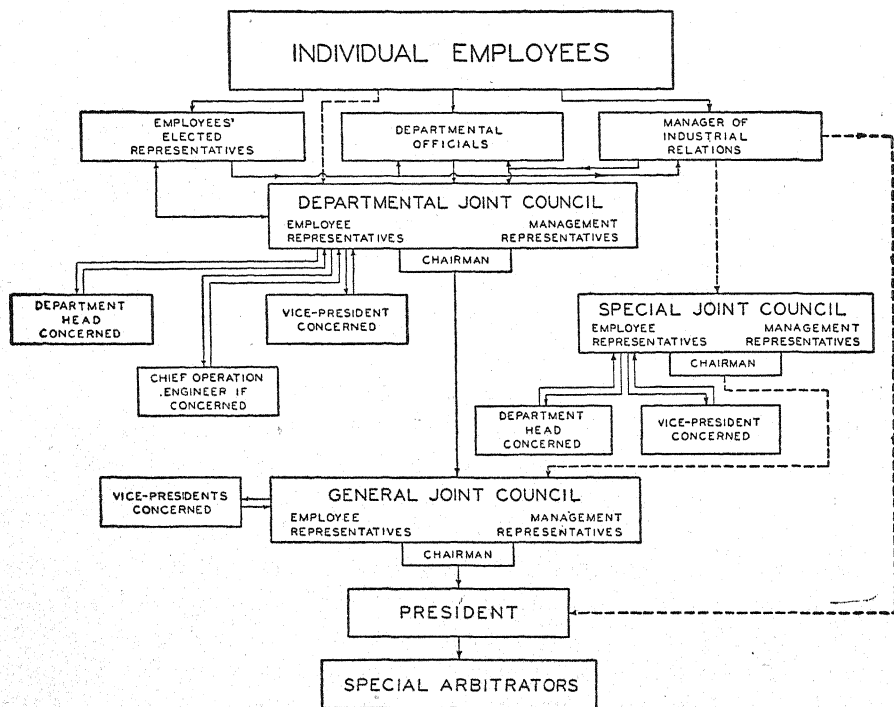 INDIVIDUAL EMPLOYEES
EMPLOYEES'
ELECTED
REPRESENTATIVES
DEPARTMENTAL
OFFICIALS
MANAGER OF
INDUSTRIAL
RELATIONS
DEPARTMENTAL JOINT COUNCIL
EMPLOYEE
REPRESENTATIVES
MANAGEMENT
REPRESENTATIVES
CHAIRMAN
DEPARTMENT
HEAD
CONCERNED
VICE-PRESIDENT
CONCERNED
CHIEF OPERATION
.ENGINEER IF
CONCERNED
SPECIAL JOINT COUNCIL
EMPLOYEE
REPRESENTATIVES
MANAGEMENT
REPRESENTATIVES
CHAIRMAN
DEPARTMENT
HEAD
CONCERNED
VICE-PRESIDENT
CONCERNED
VICE-PRESIDENTS
CONCERNED
GENERAL JOINT COUNCIL
EMPLOYEE
REPRESENTATIVES
MANAGEMENT
REPRESENTATIVES
CHAIRMAN
PRESIDENT
SPECIAL ARBITRATORS